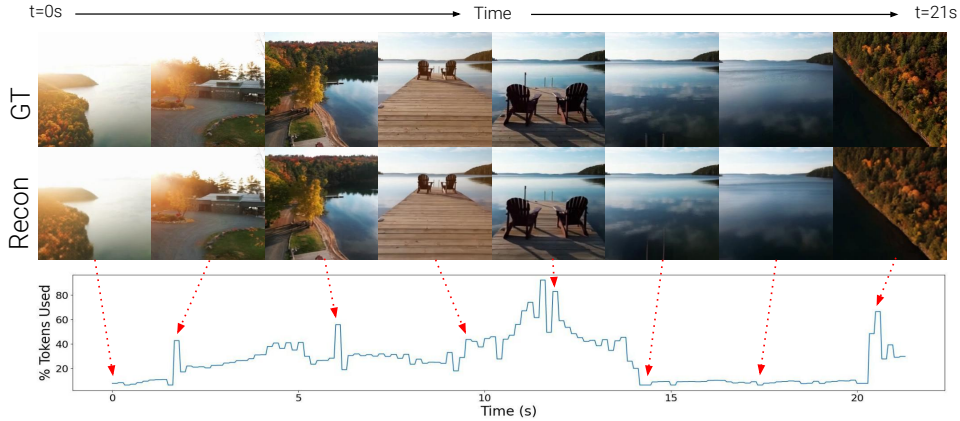 t=0s Time t=21s
GT
Recon
% Tokens Used
80
60
40
20
0 5 10 15 20
Time (s)